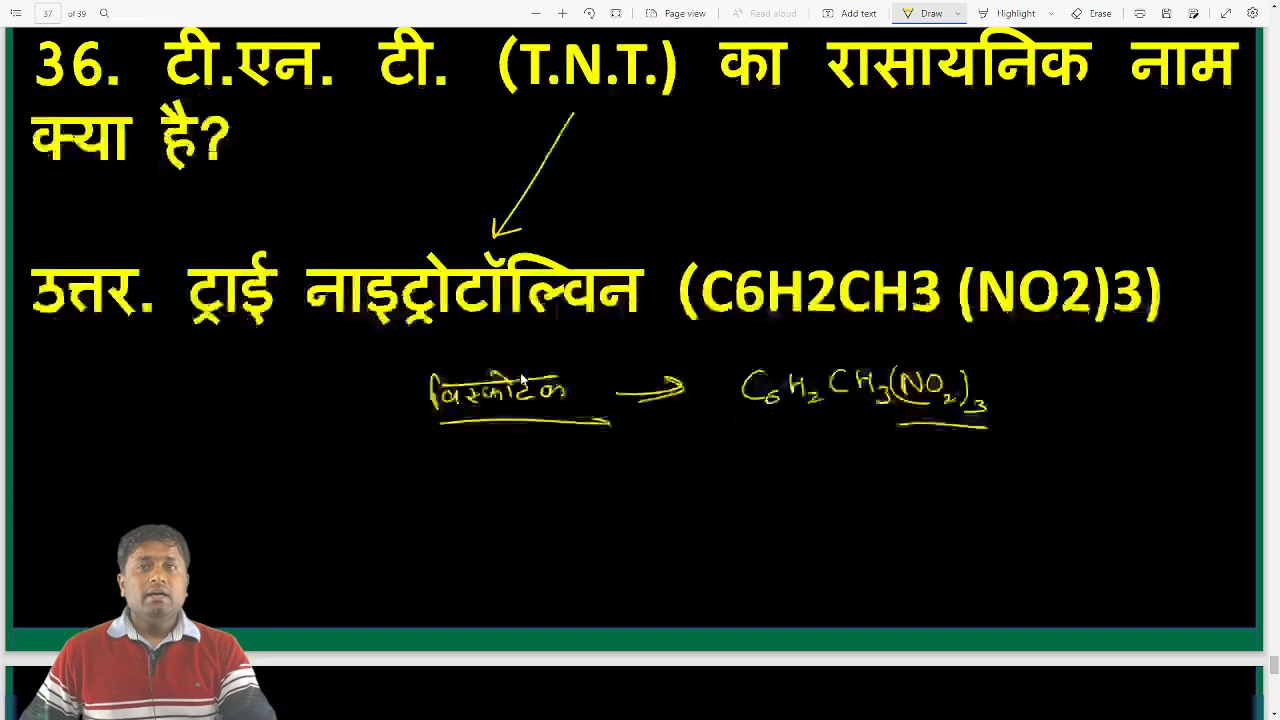 37 of 39
Page view
Read aloud
Add text
Draw
Highlight
Erase
36. टी.एन. टी. (T.N.T.) का रासायनिक नाम
क्या है?
उत्तर. ट्राई नाइट्रोटॉल्विन (C6H2CH3 (NO2)3)
विस्फोटक C6H2CH3(NO2)3